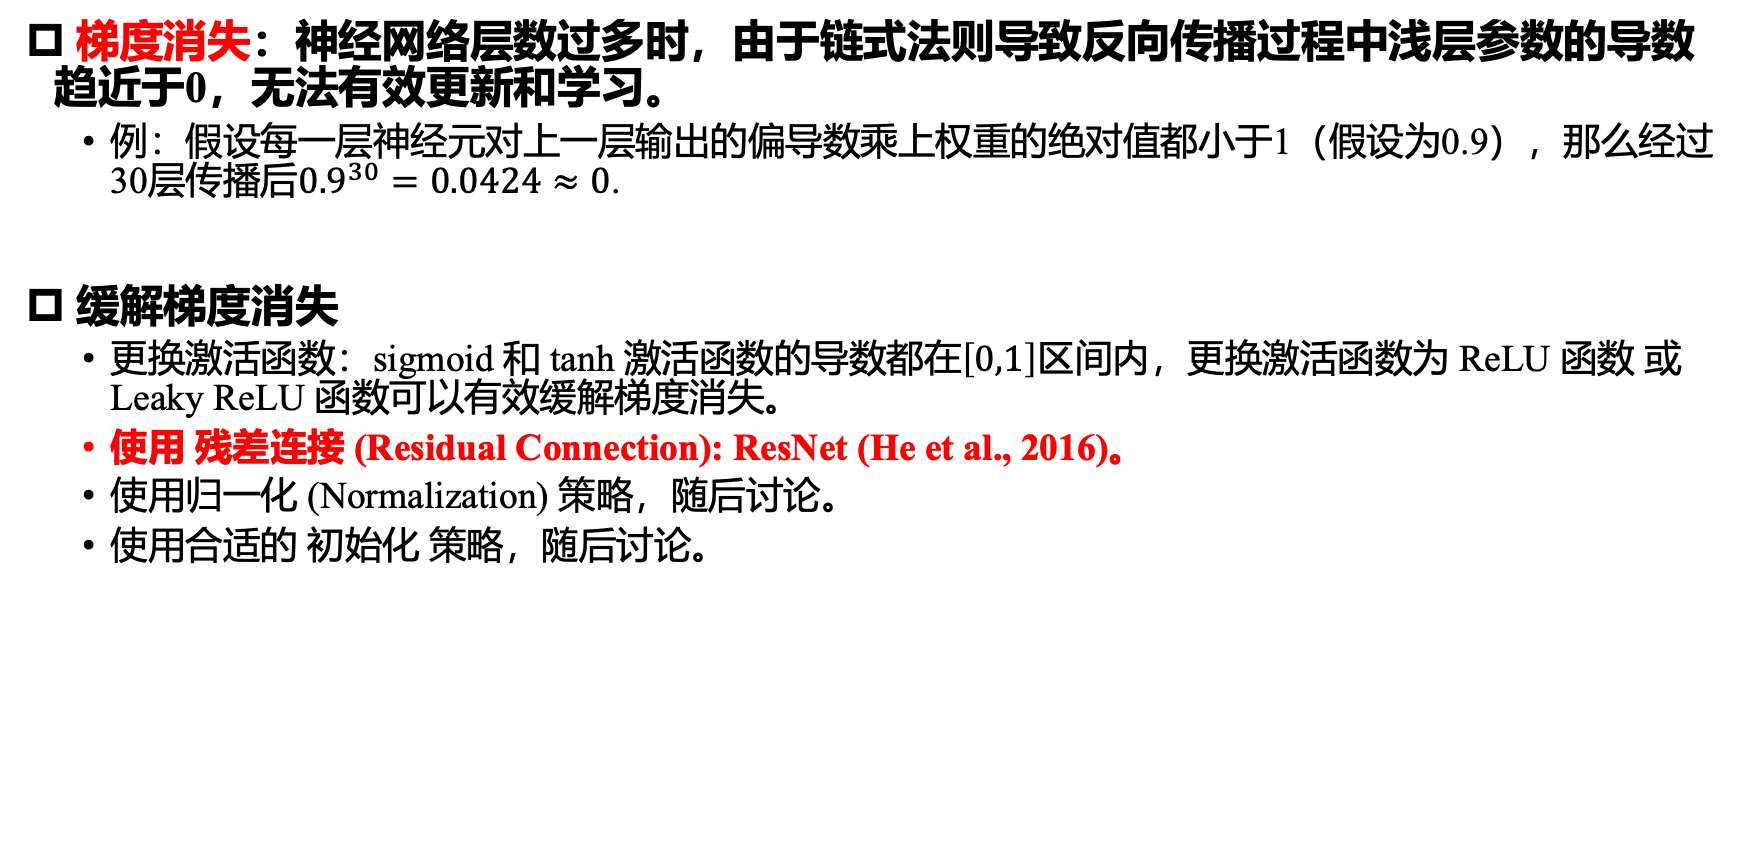 梯度消失：神经网络层数过多时，由于链式法则导致反向传播过程中浅层参数的导数
趋近于0，无法有效更新和学习。
• 例：假设每一层神经元对上一层输出的偏导数乘上权重的绝对值都小于1（假设为0.9），那么经过
30层传播后0.9³⁰ = 0.0424 ≈ 0.
缓解梯度消失
• 更换激活函数：sigmoid 和 tanh 激活函数的导数都在[0,1]区间内，更换激活函数为 ReLU 函数 或
Leaky ReLU 函数可以有效缓解梯度消失。
• 使用 残差连接 (Residual Connection): ResNet (He et al., 2016)。
• 使用归一化 (Normalization) 策略，随后讨论。
• 使用合适的 初始化 策略，随后讨论。